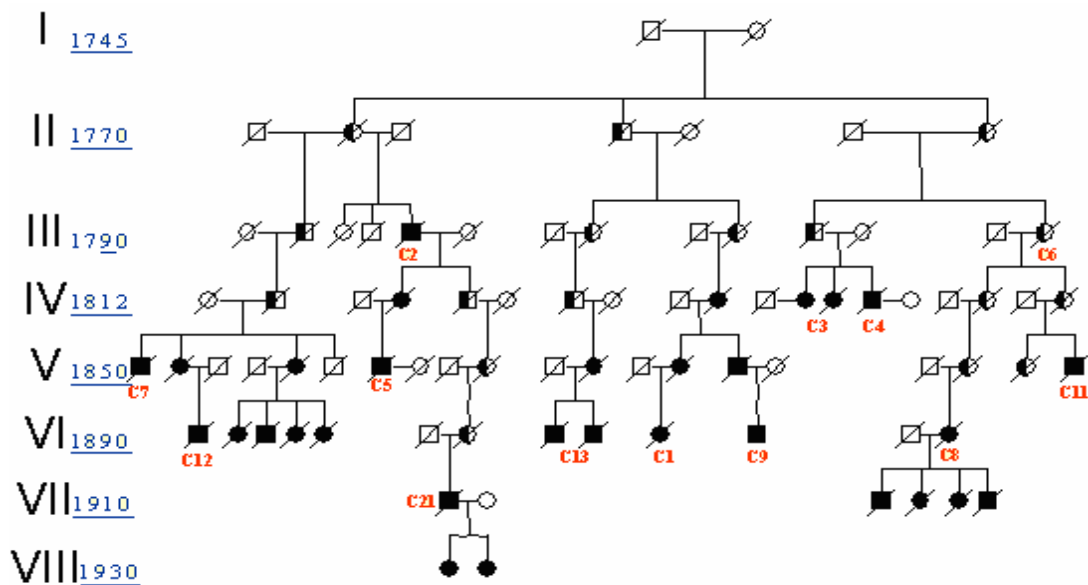 I 1745
II 1770
III 1790
C2 C6
IV 1812
C3 C4
V 1850
C7 C5 C11
VI 1890
C12 C13 C1 C9 C8
VII 1910 C21
VIII 1930